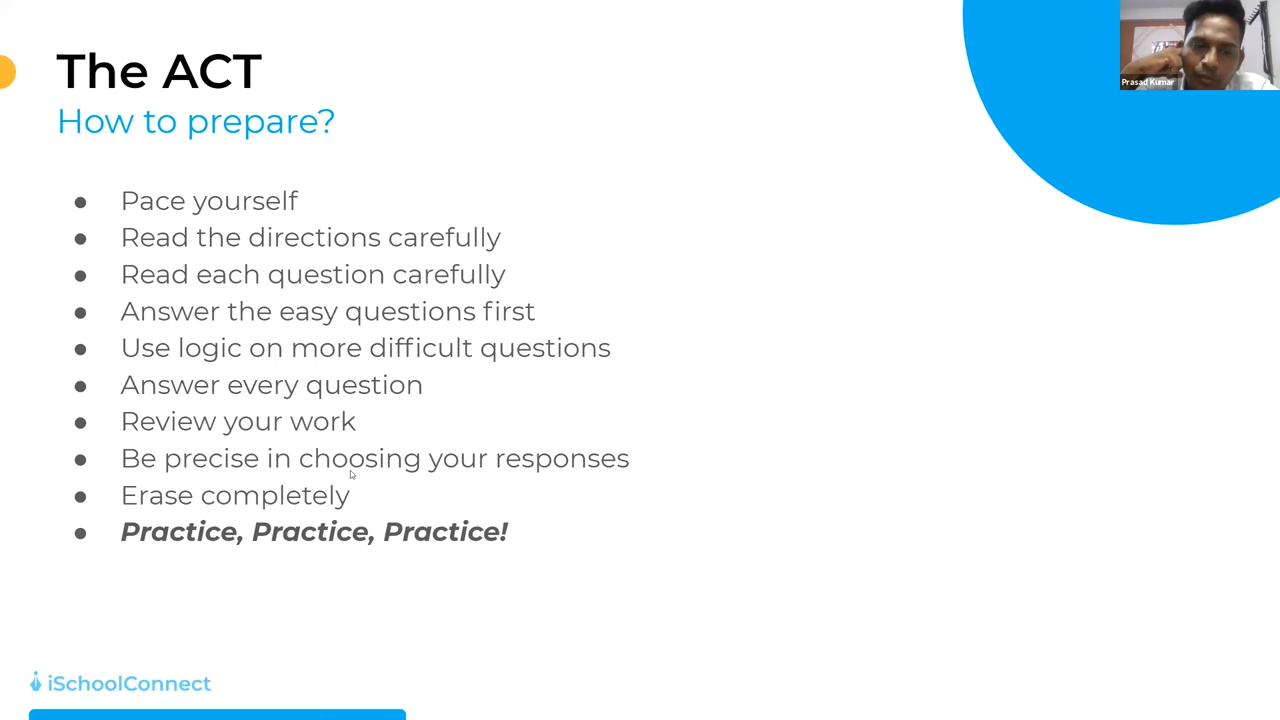 The ACT
How to prepare?
Prasad Kumar
● Pace yourself
● Read the directions carefully
● Read each question carefully
● Answer the easy questions first
● Use logic on more difficult questions
● Answer every question
● Review your work
● Be precise in choosing your responses
● Erase completely
● Practice, Practice, Practice!
iSchoolConnect